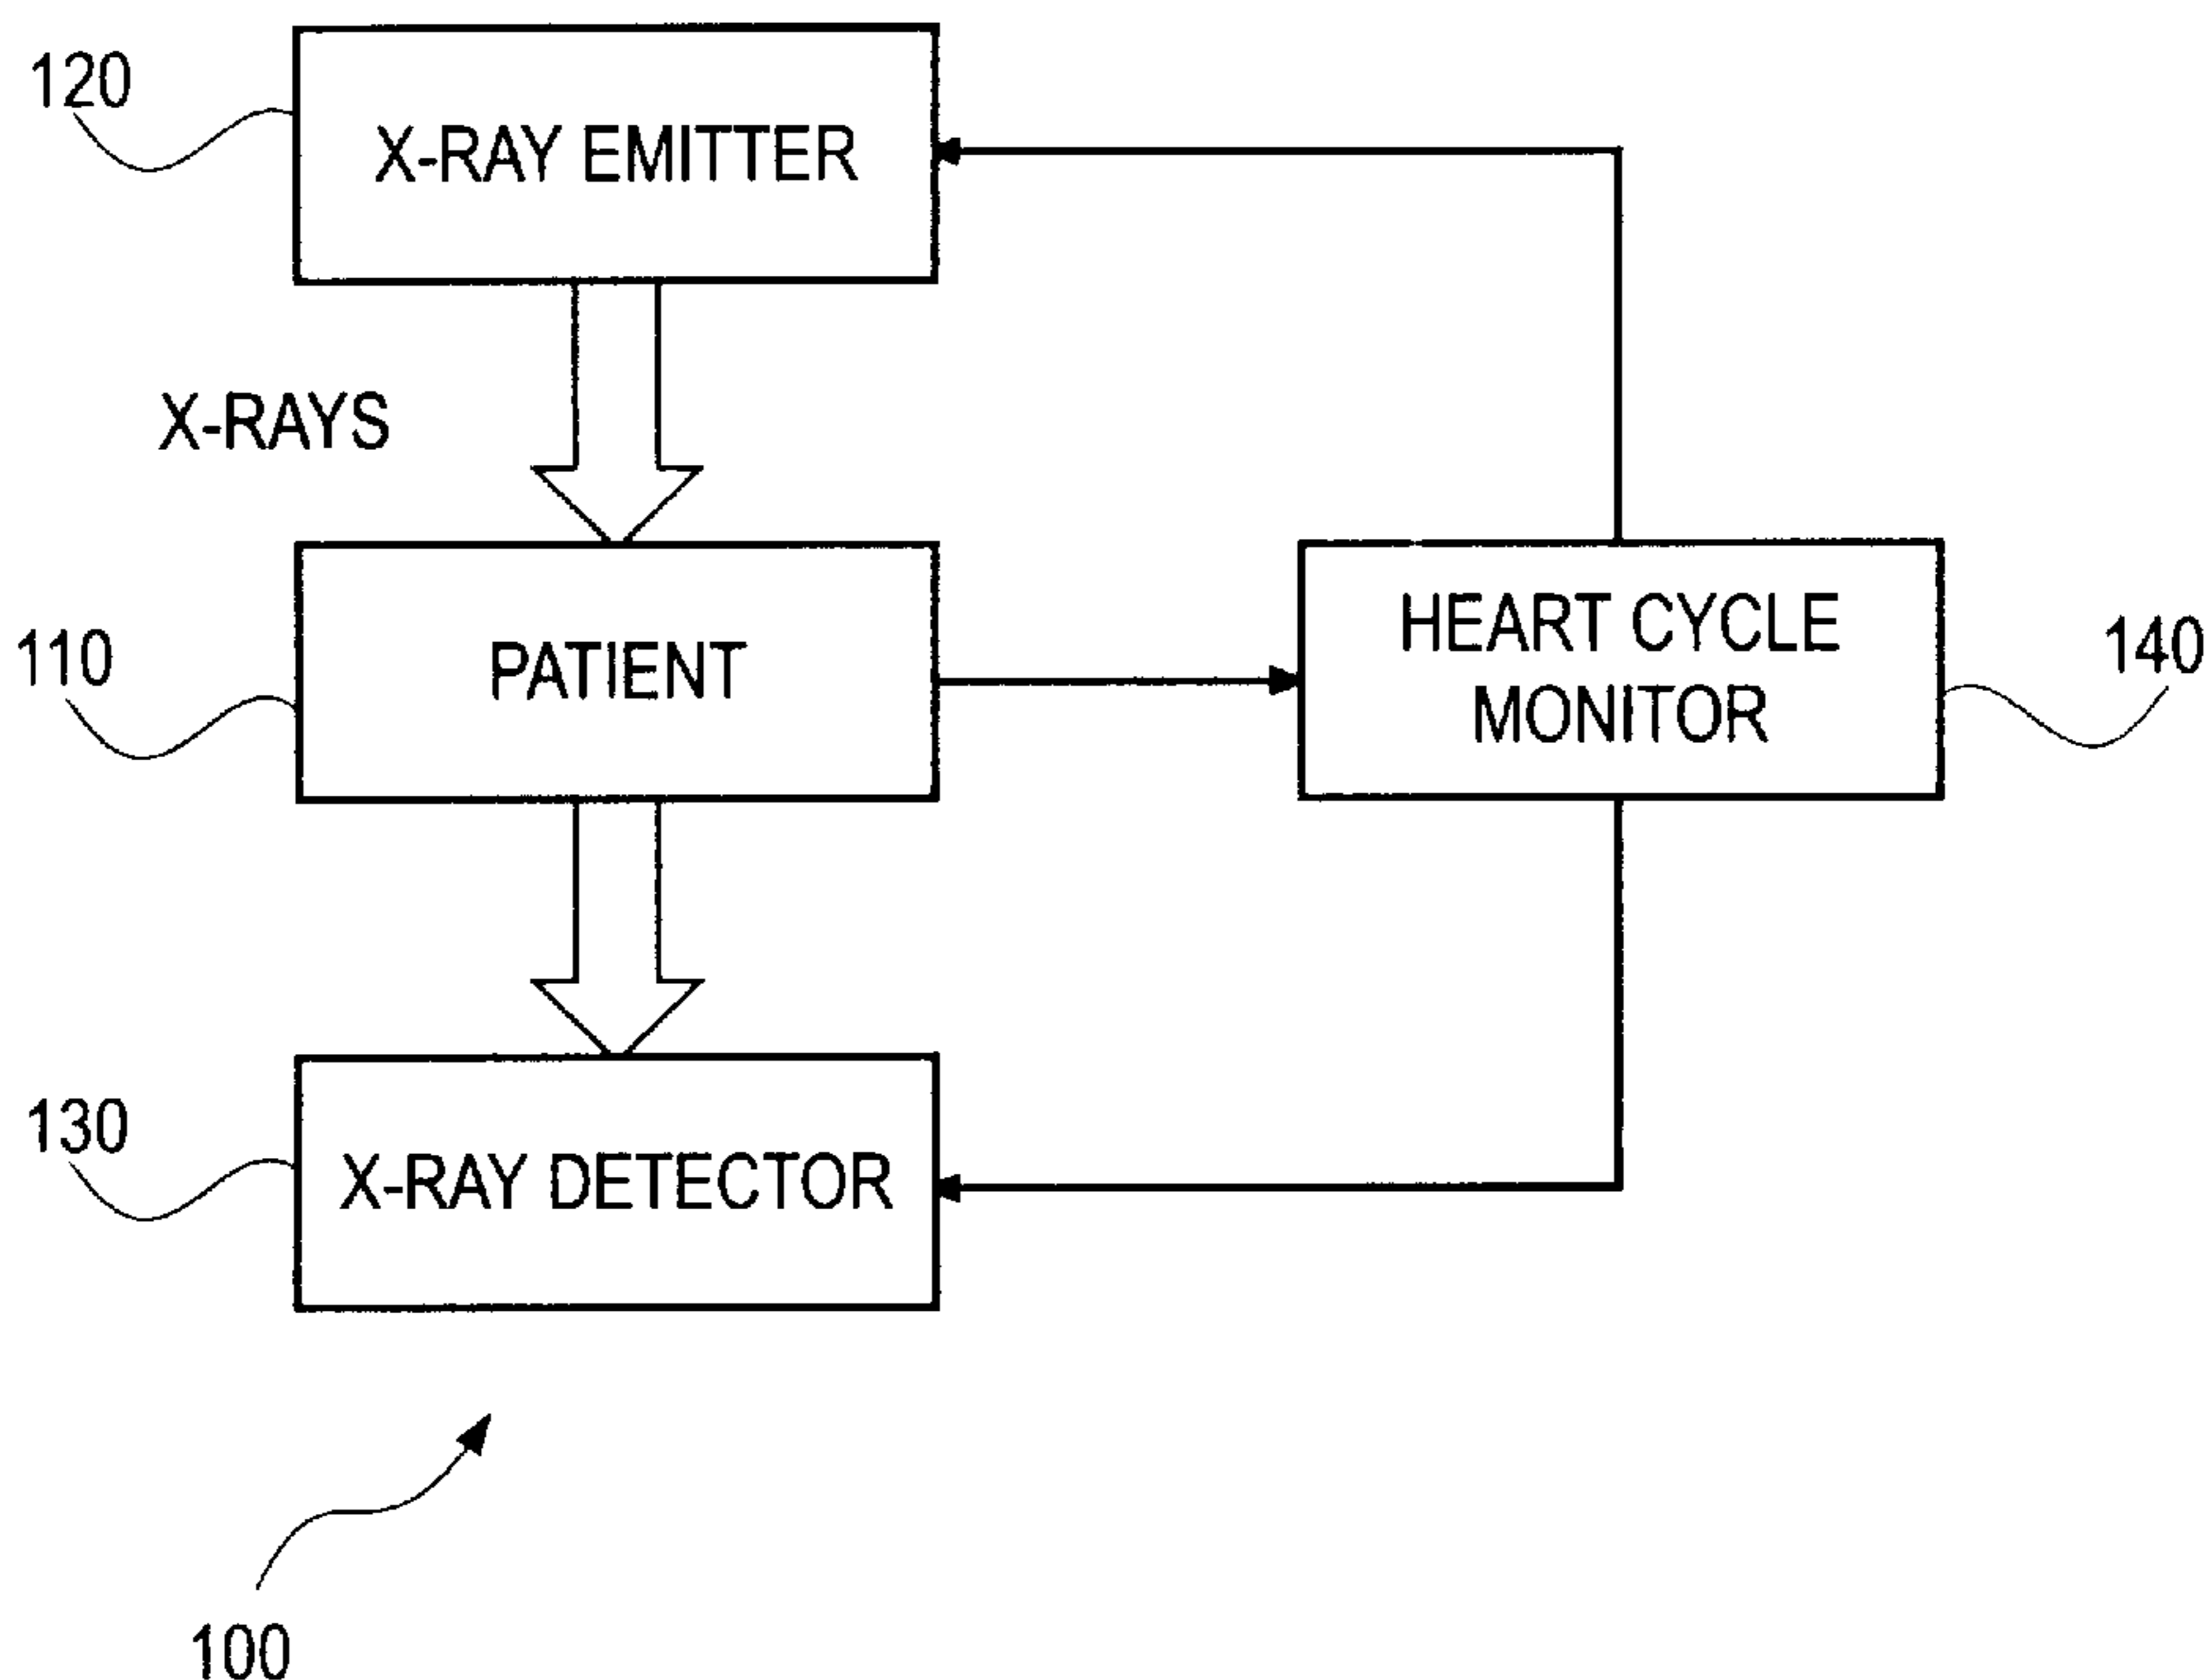 120
X-RAY EMITTER
X-RAYS
110
PATIENT
HEART CYCLE
MONITOR
140
130
X-RAY DETECTOR
100